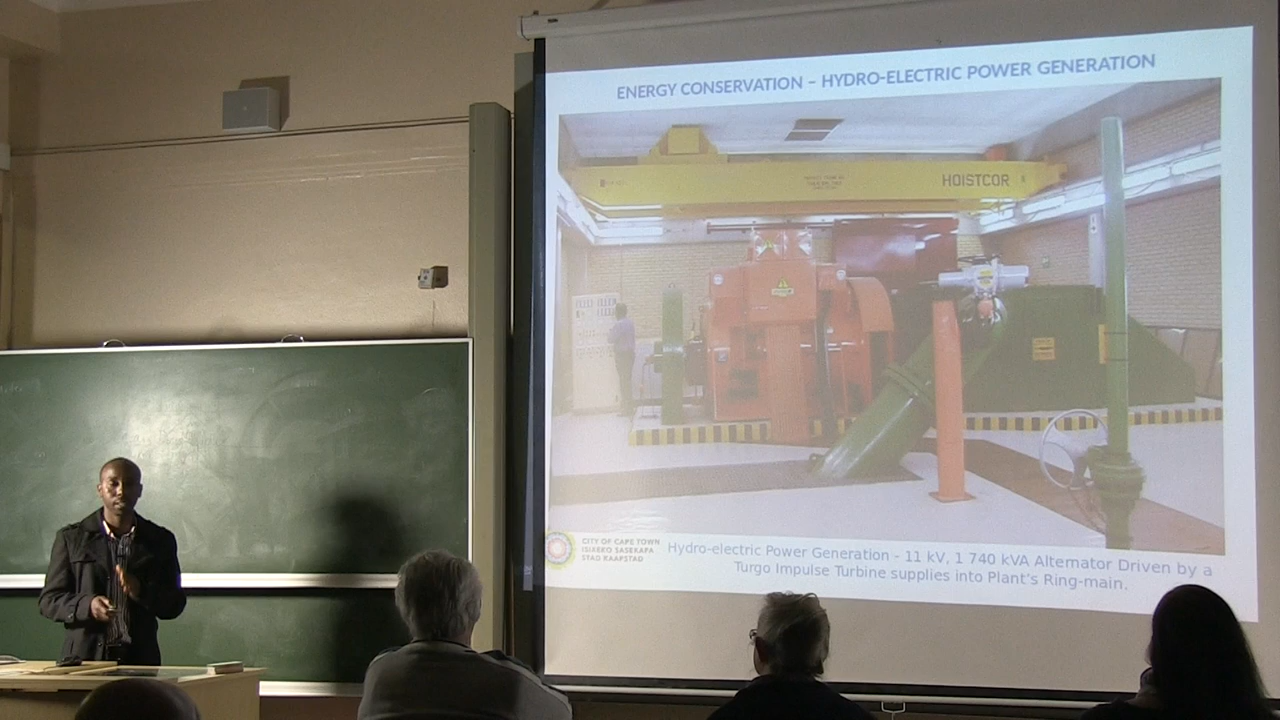 ENERGY CONSERVATION – HYDRO-ELECTRIC POWER GENERATION
HOISTCOR
CITY OF CAPE TOWN
ISIXEKO SASEKAPA
STAD KAAPSTAD
Hydro-electric Power Generation - 11 kV, 1 740 kVA Alternator Driven by a
Turgo Impulse Turbine supplies into Plant's Ring-main.